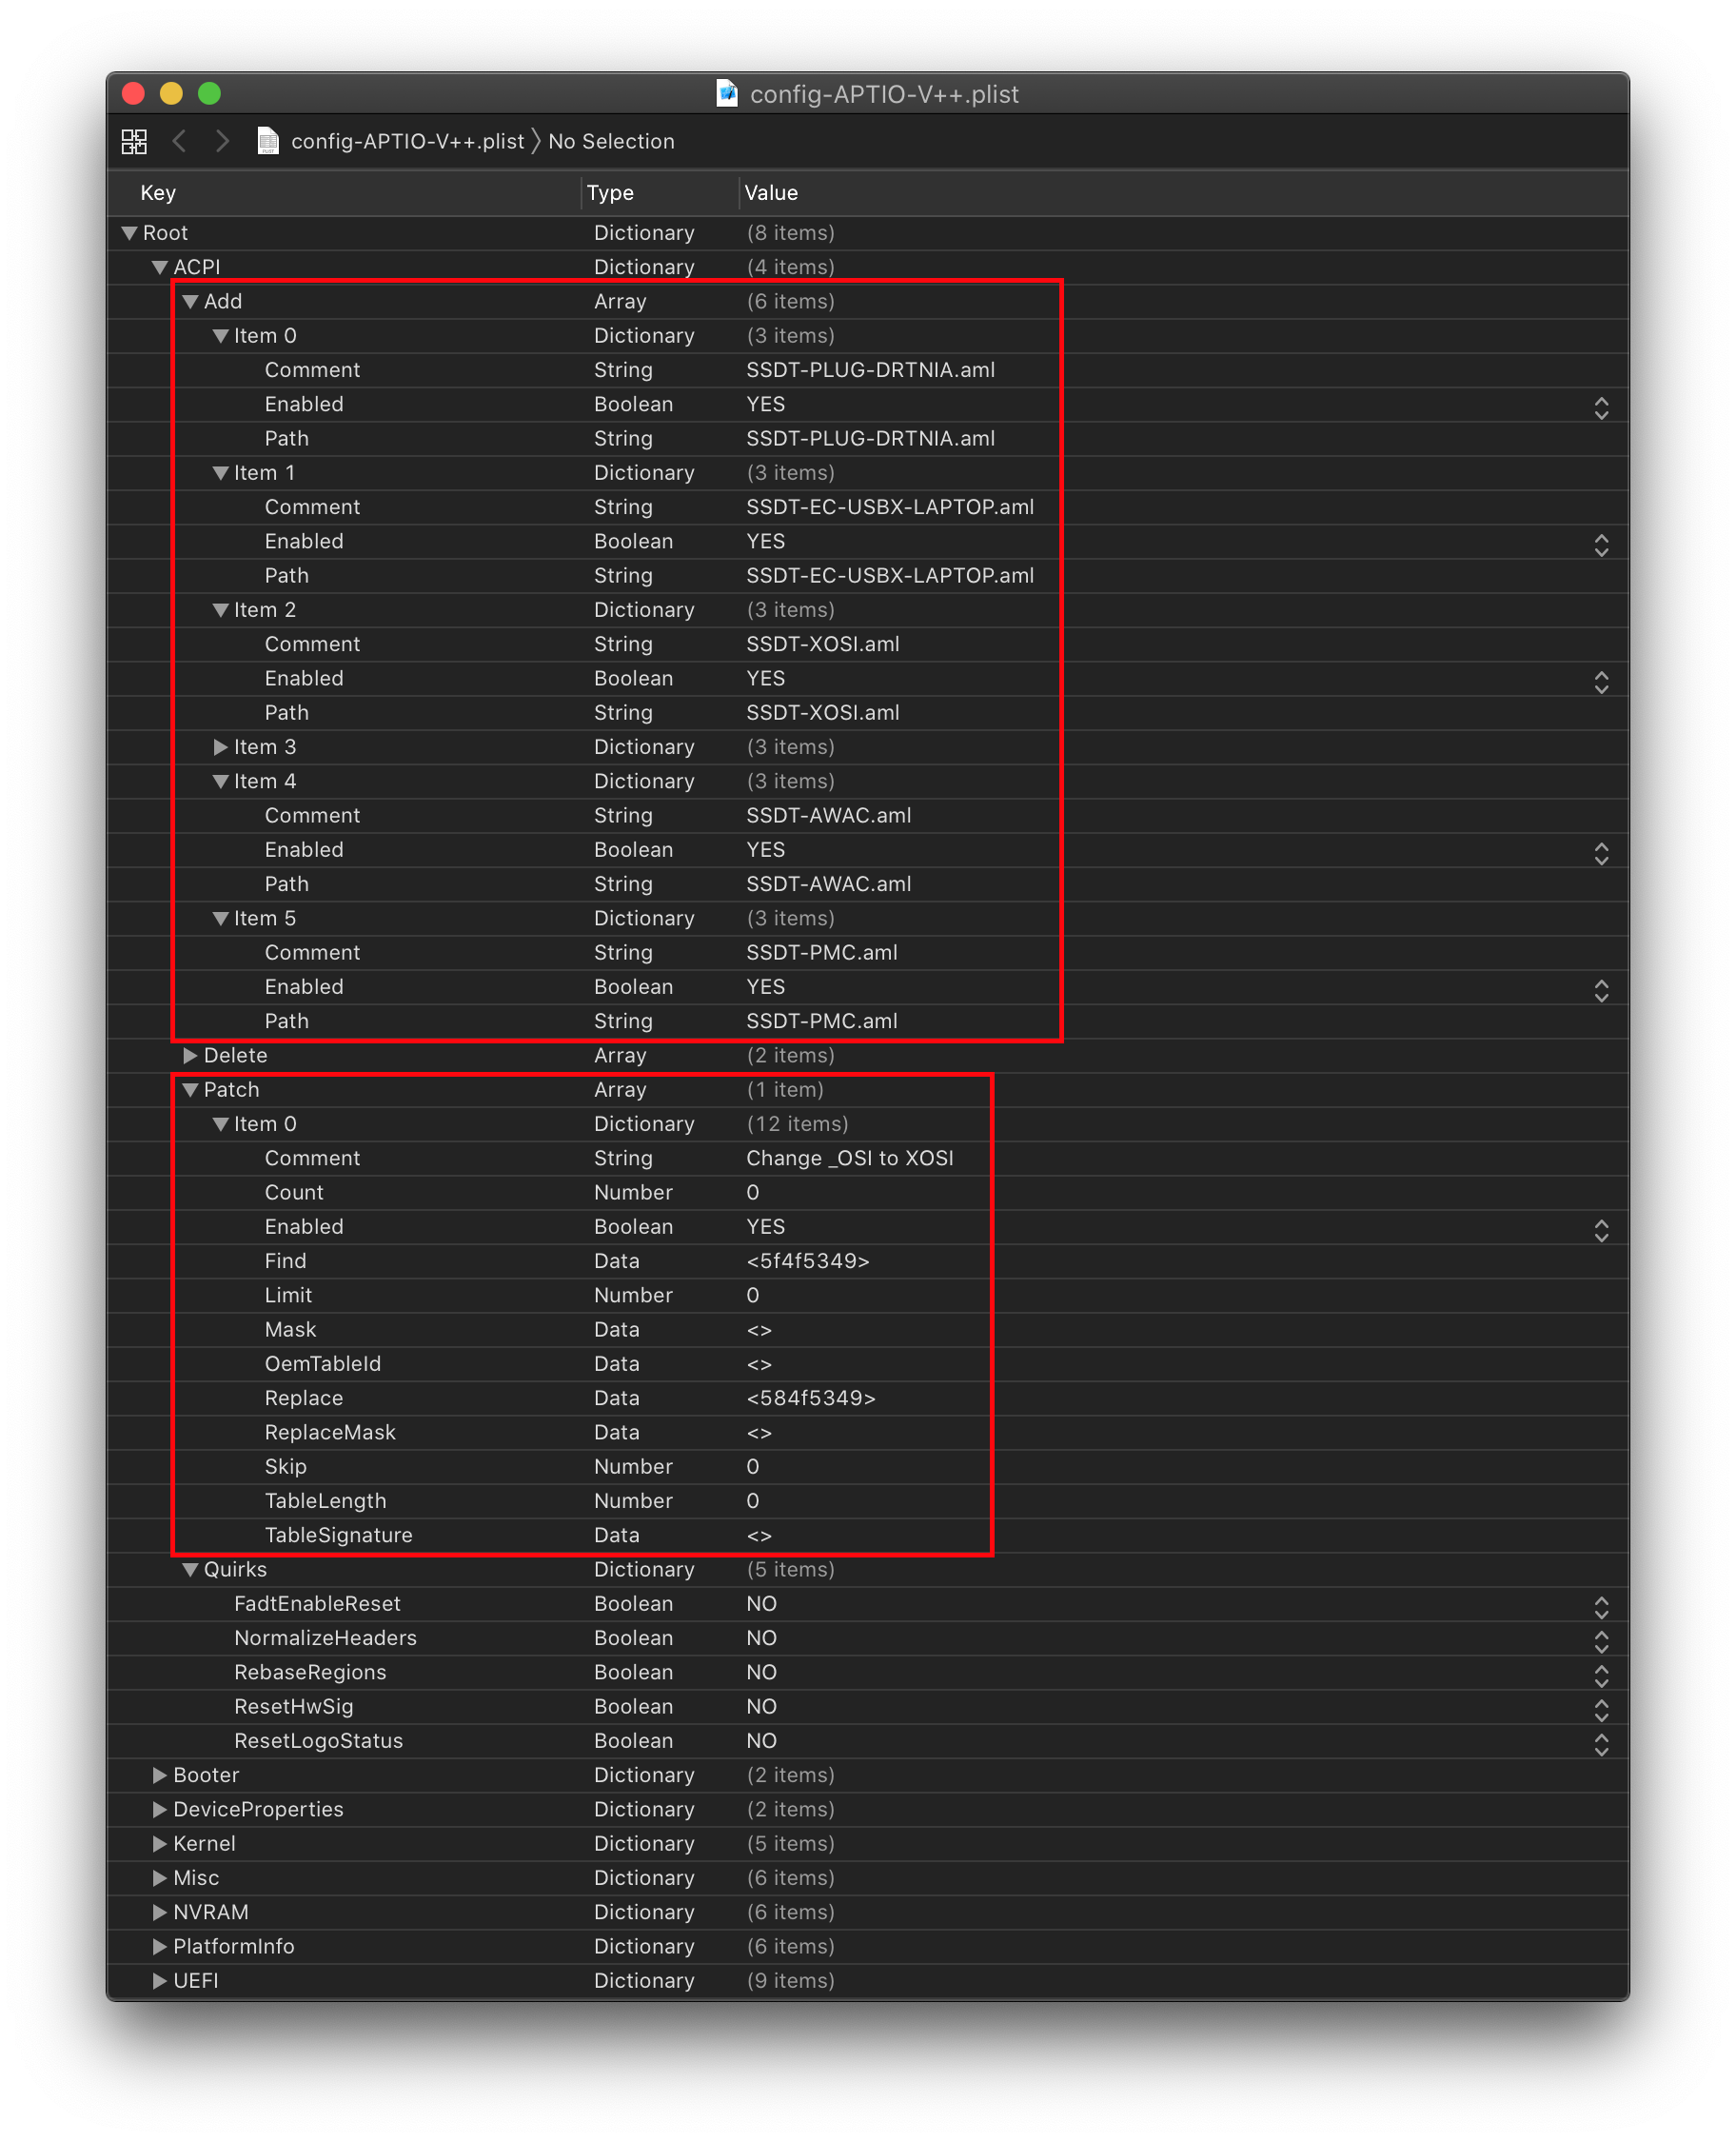 config-APTIO-V++.plist
config-APTIO-V++.plist 〉 No Selection
Key Type Value
Root Dictionary (8 items)
ACPI Dictionary (4 items)
Add Array (6 items)
Item 0 Dictionary (3 items)
Comment String SSDT-PLUG-DRTNIA.aml
Enabled Boolean YES
Path String SSDT-PLUG-DRTNIA.aml
Item 1 Dictionary (3 items)
Comment String SSDT-EC-USBX-LAPTOP.aml
Enabled Boolean YES
Path String SSDT-EC-USBX-LAPTOP.aml
Item 2 Dictionary (3 items)
Comment String SSDT-XOSI.aml
Enabled Boolean YES
Path String SSDT-XOSI.aml
Item 3 Dictionary (3 items)
Item 4 Dictionary (3 items)
Comment String SSDT-AWAC.aml
Enabled Boolean YES
Path String SSDT-AWAC.aml
Item 5 Dictionary (3 items)
Comment String SSDT-PMC.aml
Enabled Boolean YES
Path String SSDT-PMC.aml
Delete Array (2 items)
Patch Array (1 item)
Item 0 Dictionary (12 items)
Comment String Change _OSI to XOSI
Count Number 0
Enabled Boolean YES
Find Data <5f4f5349>
Limit Number 0
Mask Data <>
OemTableId Data <>
Replace Data <584f5349>
ReplaceMask Data <>
Skip Number 0
TableLength Number 0
TableSignature Data <>
Quirks Dictionary (5 items)
FadtEnableReset Boolean NO
NormalizeHeaders Boolean NO
RebaseRegions Boolean NO
ResetHwSig Boolean NO
ResetLogoStatus Boolean NO
Booter Dictionary (2 items)
DeviceProperties Dictionary (2 items)
Kernel Dictionary (5 items)
Misc Dictionary (6 items)
NVRAM Dictionary (6 items)
PlatformInfo Dictionary (6 items)
UEFI Dictionary (9 items)